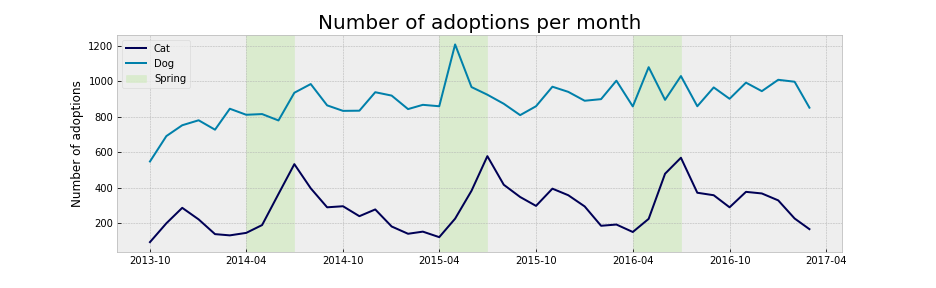 Number of adoptions per month
Number of adoptions
1200
1000
800
600
400
200
Cat
Dog
Spring
2013-10 2014-04 2014-10 2015-04 2015-10 2016-04 2016-10 2017-04